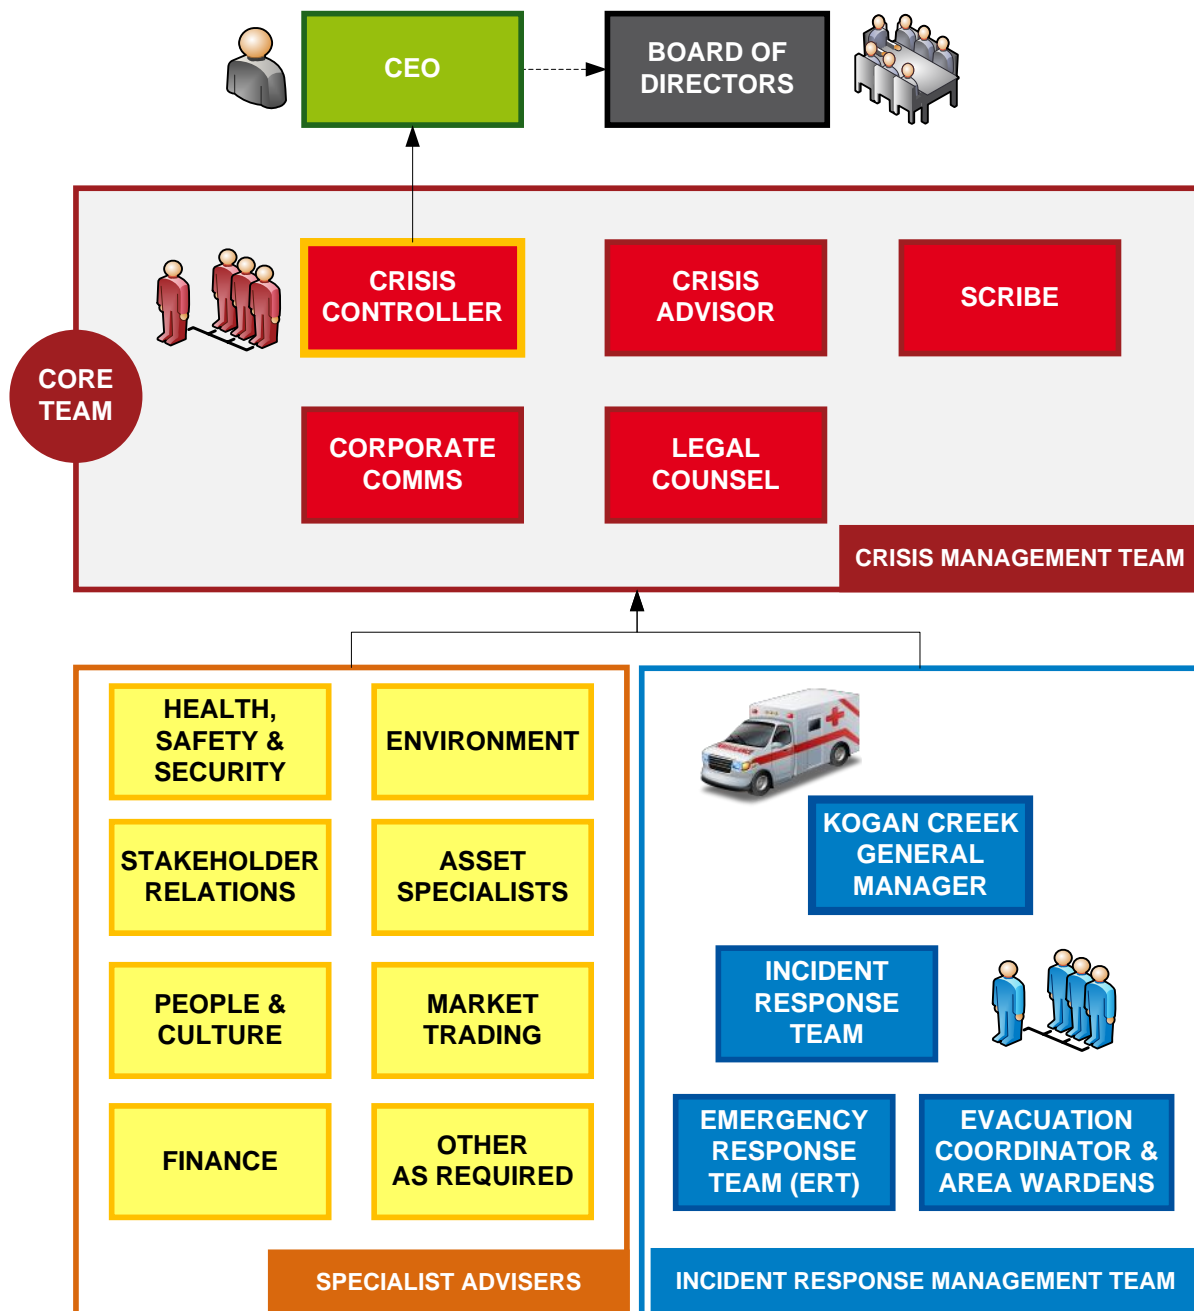 CEO
BOARD OF
DIRECTORS
CRISIS
CONTROLLER
CRISIS
ADVISOR
SCRIBE
CORE
TEAM
CORPORATE
COMMS
LEGAL
COUNSEL
CRISIS MANAGEMENT TEAM
HEALTH,
SAFETY &
SECURITY
ENVIRONMENT
STAKEHOLDER
RELATIONS
ASSET
SPECIALISTS
PEOPLE &
CULTURE
MARKET
TRADING
FINANCE
OTHER
AS REQUIRED
SPECIALIST ADVISERS
AMBULANCE
KOGAN CREEK
GENERAL
MANAGER
INCIDENT
RESPONSE
TEAM
EMERGENCY
RESPONSE
TEAM (ERT)
EVACUATION
COORDINATOR &
AREA WARDENS
INCIDENT RESPONSE MANAGEMENT TEAM